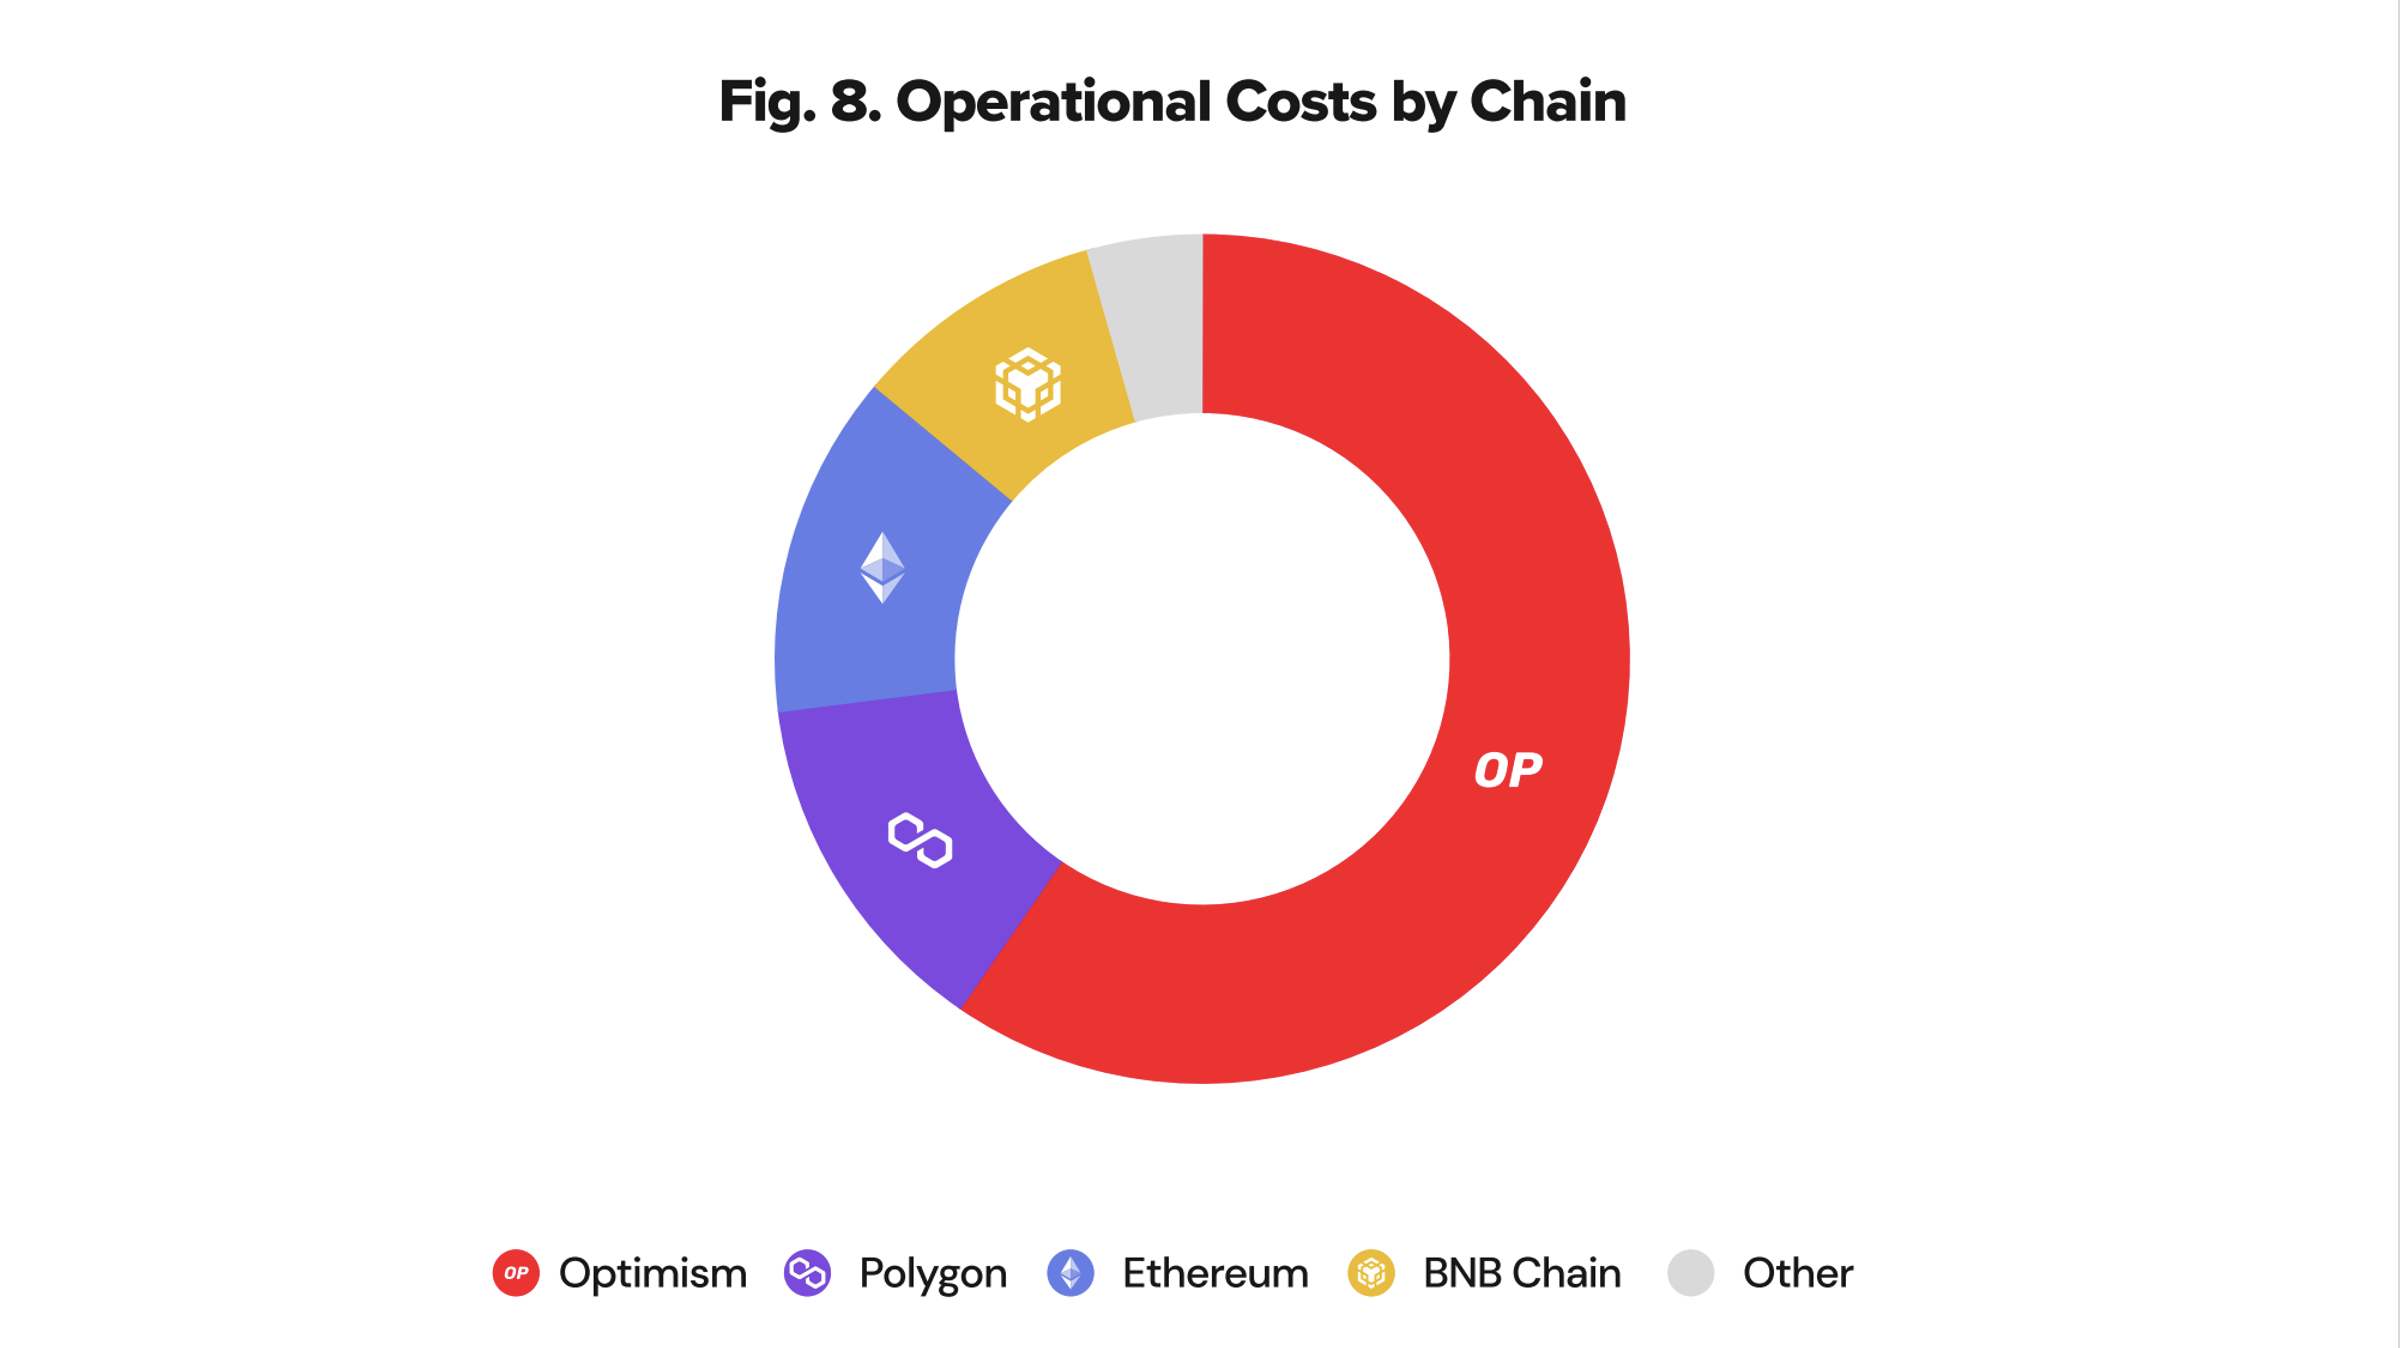 Fig. 8. Operational Costs by Chain
OP
OP Optimism Polygon Ethereum BNB Chain Other